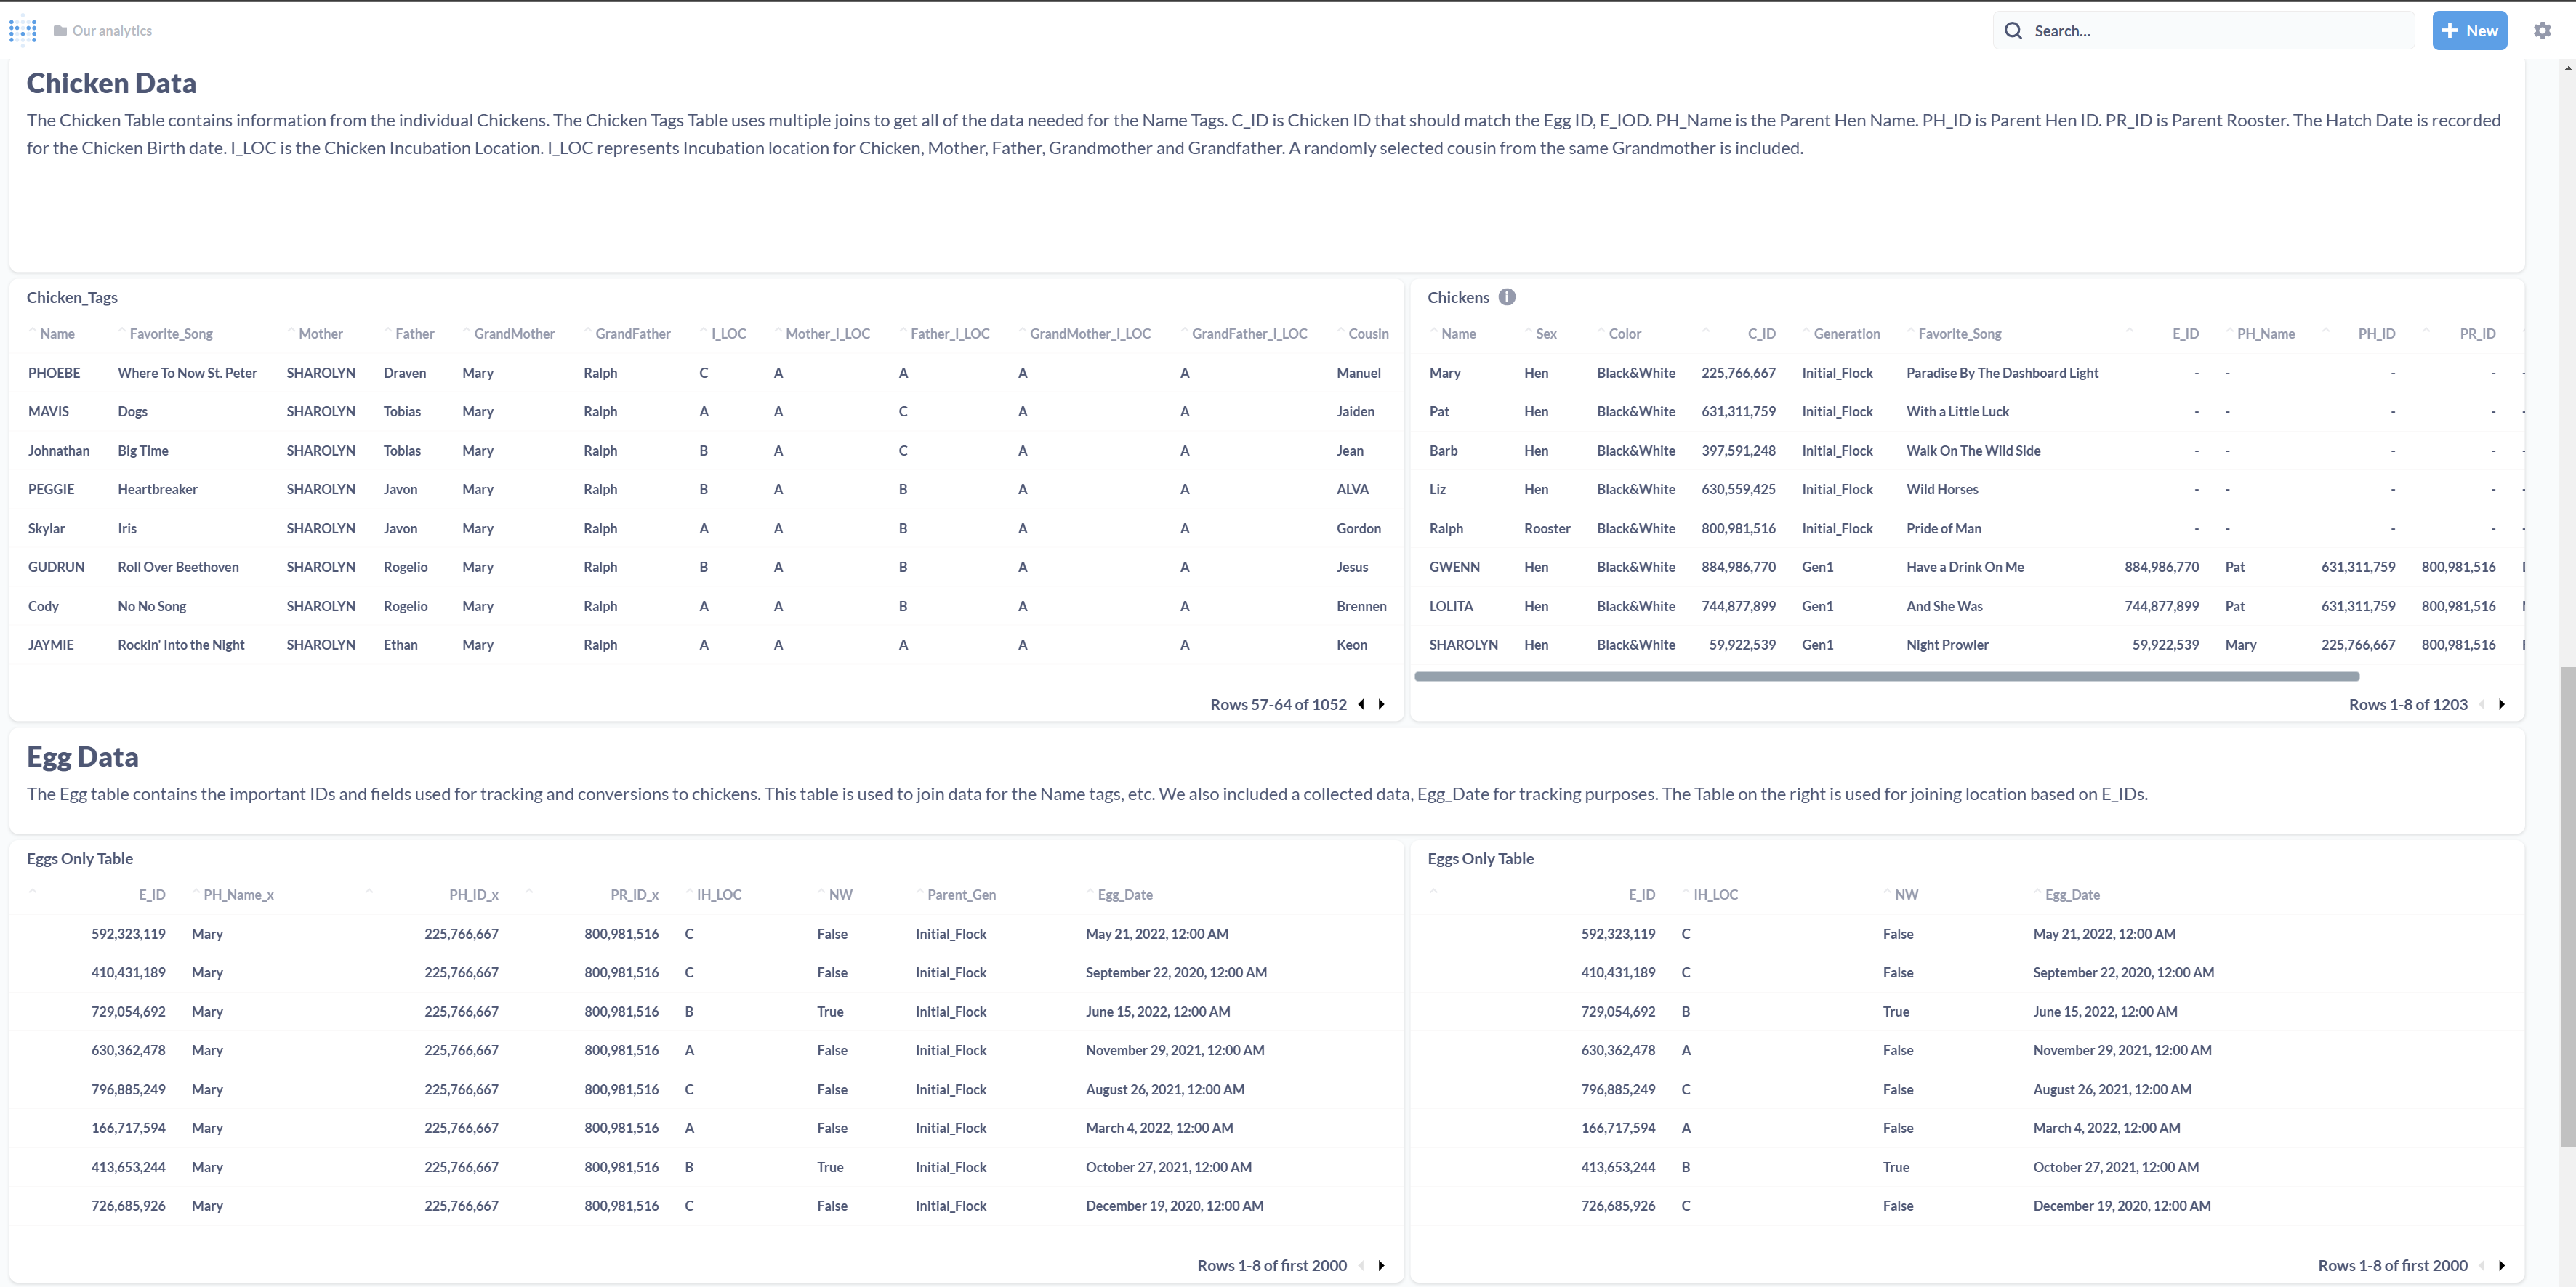 Our analytics
Search...
New
Chicken Data
The Chicken Table contains information from the individual Chickens. The Chicken Tags Table uses multiple joins to get all of the data needed for the Name Tags. C_ID is Chicken ID that should match the Egg ID, E_IOD. PH_Name is the Parent Hen Name. PH_ID is Parent Hen ID. PR_ID is Parent Rooster. The Hatch Date is recorded
for the Chicken Birth date. I_LOC is the Chicken Incubation Location. I_LOC represents Incubation location for Chicken, Mother, Father, Grandmother and Grandfather. A randomly selected cousin from the same Grandmother is included.
Chicken_Tags
Name Favorite_Song Mother Father GrandMother GrandFather I_LOC Mother_I_LOC Father_I_LOC GrandMother_I_LOC GrandFather_I_LOC Cousin
PHOEBE Where To Now St. Peter SHAROLYN Draven Mary Ralph C A A A A Manuel
MAVIS Dogs SHAROLYN Tobias Mary Ralph A A C A A Jaiden
Johnathan Big Time SHAROLYN Tobias Mary Ralph B A C A A Jean
PEGGIE Heartbreaker SHAROLYN Javon Mary Ralph B A B A A ALVA
Skylar Iris SHAROLYN Javon Mary Ralph A A B A A Gordon
GUDRUN Roll Over Beethoven SHAROLYN Rogelio Mary Ralph B A B A A Jesus
Cody No No Song SHAROLYN Rogelio Mary Ralph A A B A A Brennen
JAYMIE Rockin' Into the Night SHAROLYN Ethan Mary Ralph A A A A A Keon
Rows 57-64 of 1052
Chickens
Name Sex Color C_ID Generation Favorite_Song E_ID PH_Name PH_ID PR_ID
Mary Hen Black&White 225,766,667 Initial_Flock Paradise By The Dashboard Light - - - - -
Pat Hen Black&White 631,311,759 Initial_Flock With a Little Luck - - - - -
Barb Hen Black&White 397,591,248 Initial_Flock Walk On The Wild Side - - - - -
Liz Hen Black&White 630,559,425 Initial_Flock Wild Horses - - - - -
Ralph Rooster Black&White 800,981,516 Initial_Flock Pride of Man - - - - -
GWENN Hen Black&White 884,986,770 Gen1 Have a Drink On Me 884,986,770 Pat 631,311,759 800,981,516
LOLITA Hen Black&White 744,877,899 Gen1 And She Was 744,877,899 Pat 631,311,759 800,981,516
SHAROLYN Hen Black&White 59,922,539 Gen1 Night Prowler 59,922,539 Mary 225,766,667 800,981,516
Rows 1-8 of 1203
Egg Data
The Egg table contains the important IDs and fields used for tracking and conversions to chickens. This table is used to join data for the Name tags, etc. We also included a collected data, Egg_Date for tracking purposes. The Table on the right is used for joining location based on E_IDs.
Eggs Only Table
E_ID PH_Name_x PH_ID_x PR_ID_x IH_LOC NW Parent_Gen Egg_Date
592,323,119 Mary 225,766,667 800,981,516 C False Initial_Flock May 21, 2022, 12:00 AM
410,431,189 Mary 225,766,667 800,981,516 C False Initial_Flock September 22, 2020, 12:00 AM
729,054,692 Mary 225,766,667 800,981,516 B True Initial_Flock June 15, 2022, 12:00 AM
630,362,478 Mary 225,766,667 800,981,516 A False Initial_Flock November 29, 2021, 12:00 AM
796,885,249 Mary 225,766,667 800,981,516 C False Initial_Flock August 26, 2021, 12:00 AM
166,717,594 Mary 225,766,667 800,981,516 A False Initial_Flock March 4, 2022, 12:00 AM
413,653,244 Mary 225,766,667 800,981,516 B True Initial_Flock October 27, 2021, 12:00 AM
726,685,926 Mary 225,766,667 800,981,516 C False Initial_Flock December 19, 2020, 12:00 AM
Rows 1-8 of first 2000
Eggs Only Table
E_ID IH_LOC NW Egg_Date
592,323,119 C False May 21, 2022, 12:00 AM
410,431,189 C False September 22, 2020, 12:00 AM
729,054,692 B True June 15, 2022, 12:00 AM
630,362,478 A False November 29, 2021, 12:00 AM
796,885,249 C False August 26, 2021, 12:00 AM
166,717,594 A False March 4, 2022, 12:00 AM
413,653,244 B True October 27, 2021, 12:00 AM
726,685,926 C False December 19, 2020, 12:00 AM
Rows 1-8 of first 2000